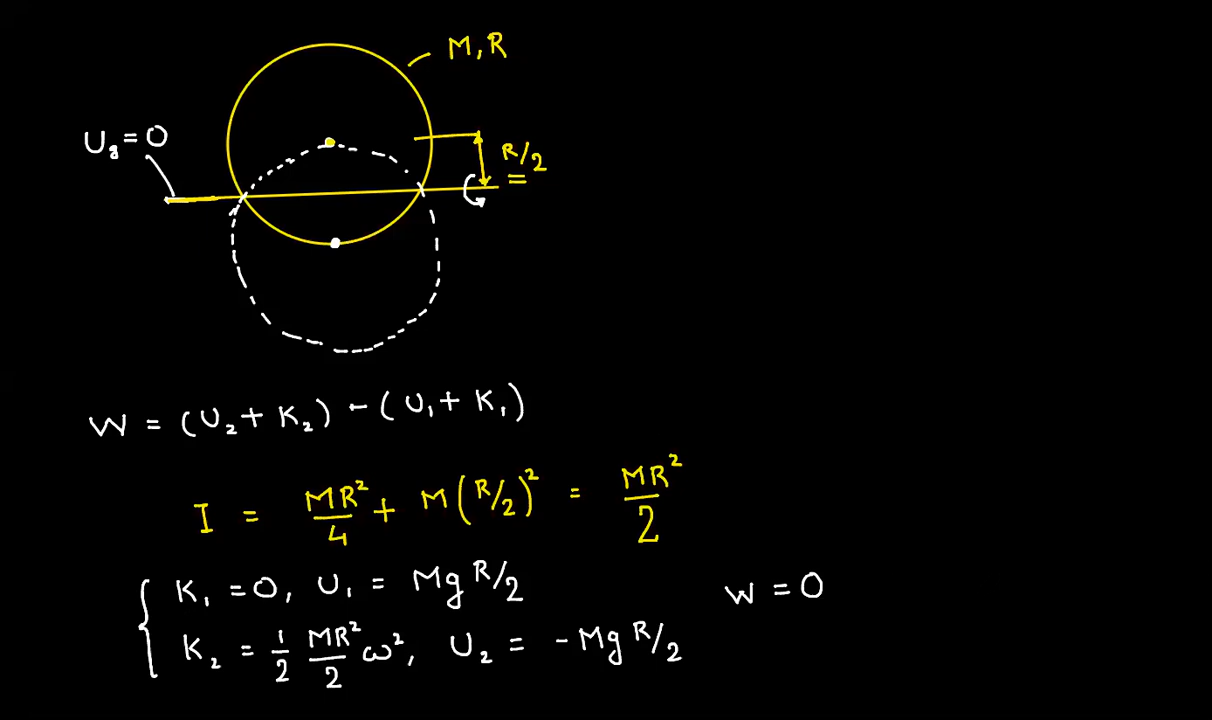 M, R
U_g = 0
R/2
W = (U₂ + K₂) - (U₁ + K₁)
I = MR²/4 + M(R/2)² = MR²/2
K₁ = 0, U₁ = Mg R/2
W = 0
K₂ = 1/2 MR²/2 ω², U₂ = -Mg R/2